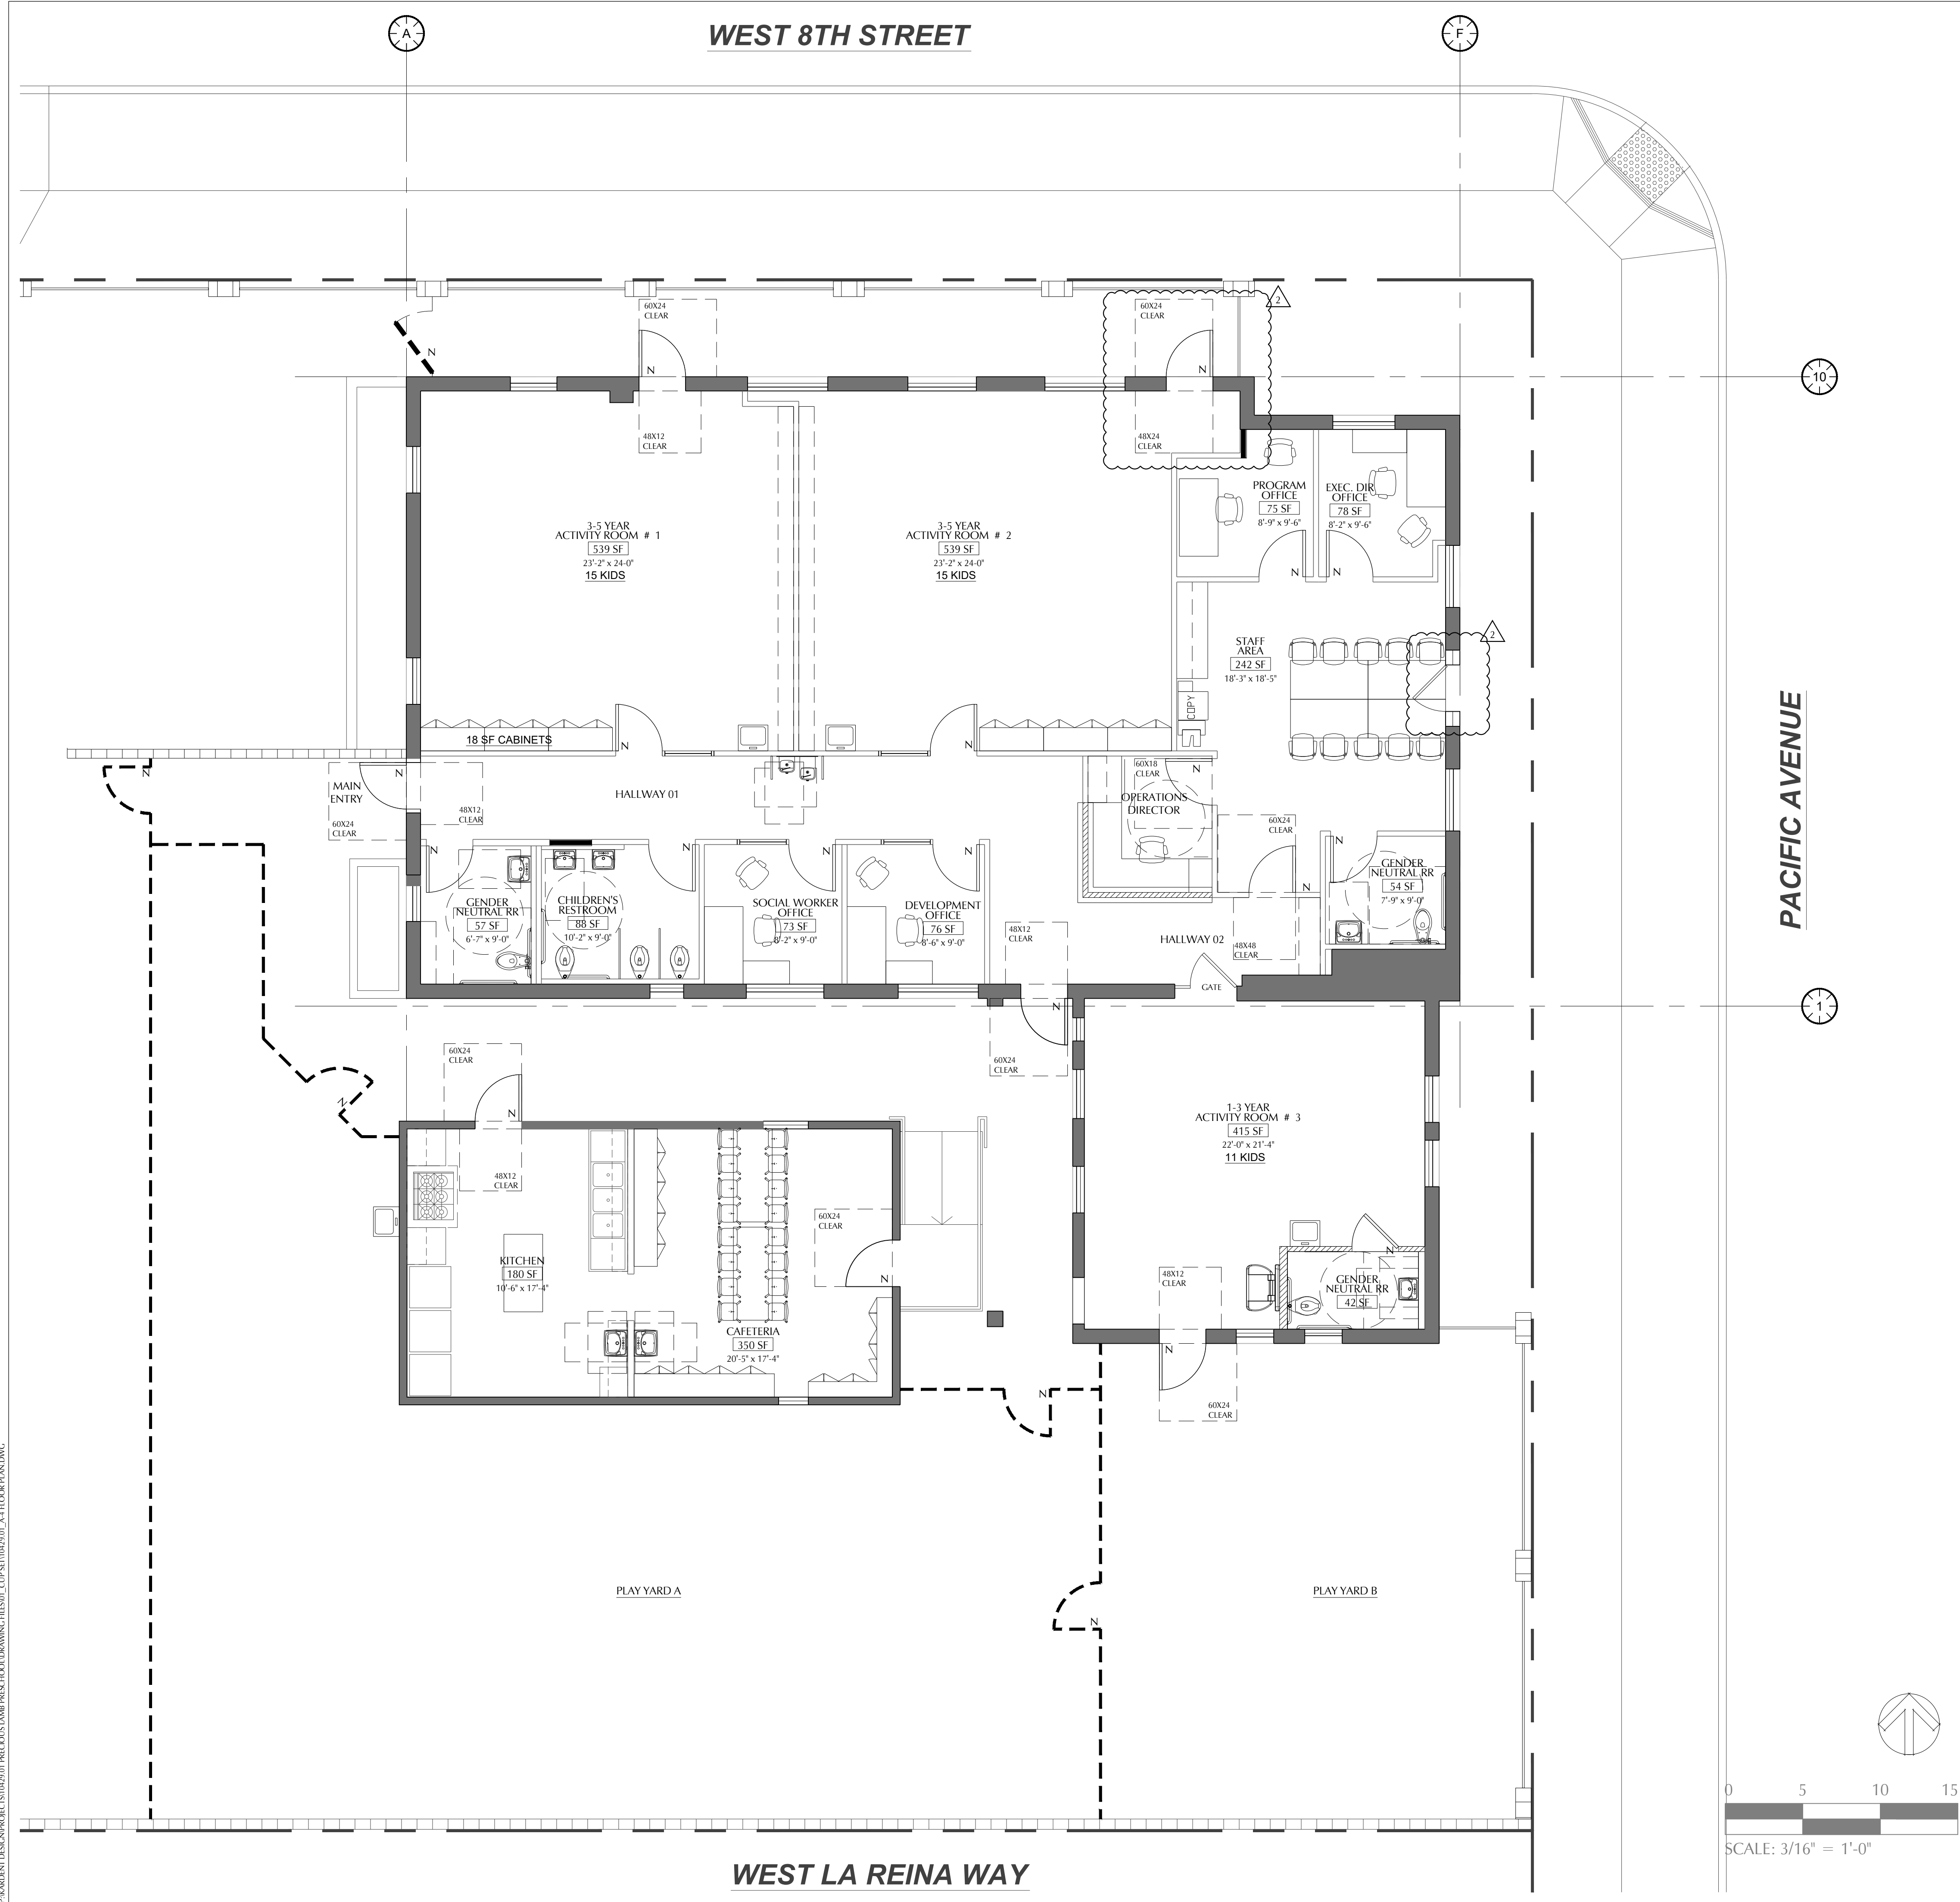 WEST 8TH STREET
A
F
2
60X24
CLEAR
60X24
CLEAR
N
N
N
10
48X12
CLEAR
48X24
CLEAR
3-5 YEAR
ACTIVITY ROOM # 1
539 SF
23'-2" x 24-0"
15 KIDS
3-5 YEAR
ACTIVITY ROOM # 2
539 SF
23'-2" x 24-0"
15 KIDS
PROGRAM
OFFICE
75 SF
8'-9" x 9'-6"
EXEC. DIR
OFFICE
78 SF
8'-2" x 9'-6"
N
N
STAFF
AREA
242 SF
18'-3" x 18'-5"
2
COPY
PACIFIC AVENUE
18 SF CABINETS
N
N
N
N
MAIN
ENTRY
60X24
CLEAR
48X12
CLEAR
HALLWAY 01
60X18
CLEAR
N
OPERATIONS
DIRECTOR
60X24
CLEAR
N
N
N
N
N
N
GENDER
NEUTRAL RR
57 SF
6'-7" x 9'-0"
CHILDREN'S
RESTROOM
88 SF
10'-2" x 9'-0"
SOCIAL WORKER
OFFICE
73 SF
8'-2" x 9'-0"
DEVELOPMENT
OFFICE
76 SF
8'-6" x 9'-0"
GENDER
NEUTRAL RR
54 SF
7'-9" x 9'-0"
48X12
CLEAR
HALLWAY 02
48X48
CLEAR
GATE
N
1
60X24
CLEAR
60X24
CLEAR
N
N
48X12
CLEAR
1-3 YEAR
ACTIVITY ROOM # 3
415 SF
22'-0" x 21'-4"
11 KIDS
60X24
CLEAR
N
KITCHEN
180 SF
10'-6" x 17'-4"
CAFETERIA
350 SF
20'-5" x 17'-4"
48X12
CLEAR
N
GENDER
NEUTRAL RR
42 SF
N
60X24
CLEAR
N
PLAY YARD A
PLAY YARD B
N
0 5 10 15
SCALE: 3/16" = 1'-0"
WEST LA REINA WAY